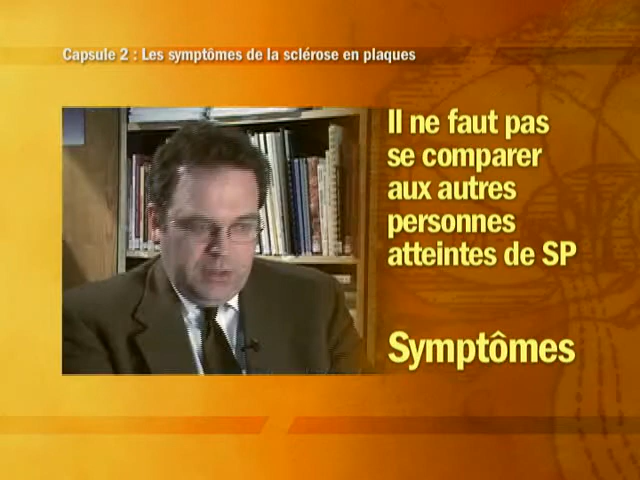 Capsule 2 : Les symptômes de la sclérose en plaques
Il ne faut pas
se comparer
aux autres
personnes
atteintes de SP
Symptômes